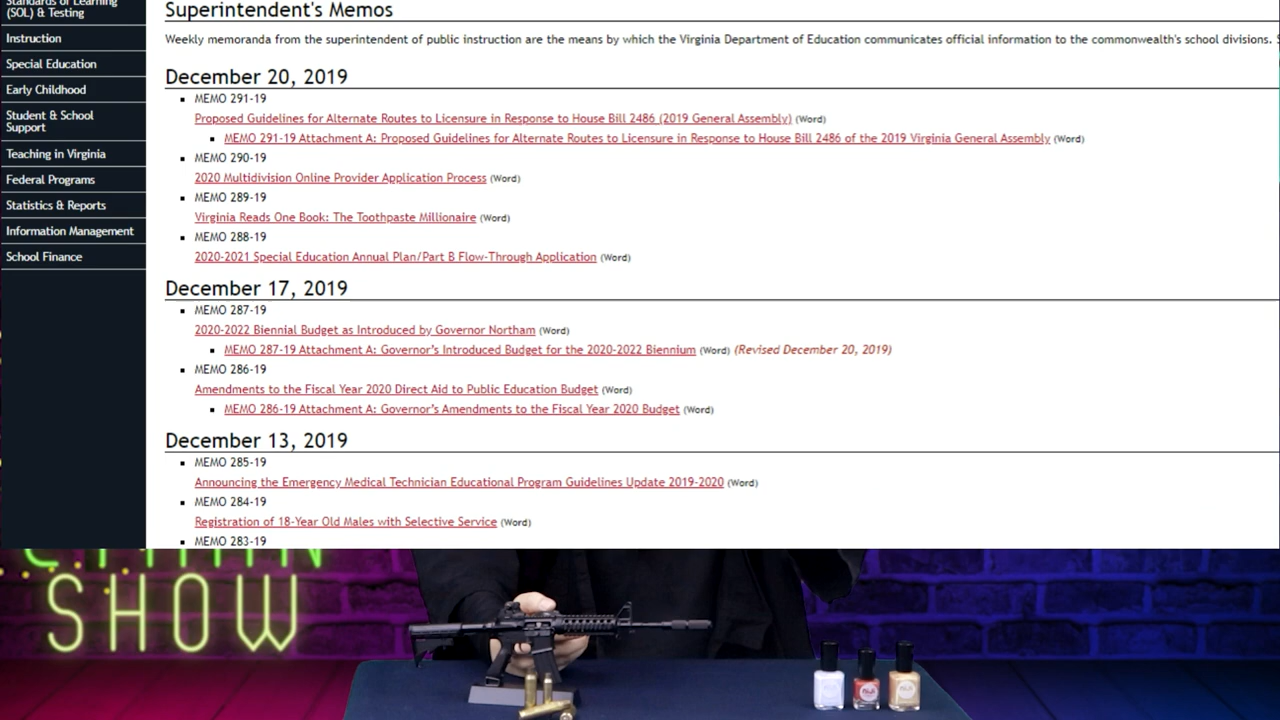 Standards of Learning
(SOL) & Testing
Instruction
Special Education
Early Childhood
Student & School
Support
Teaching in Virginia
Federal Programs
Statistics & Reports
Information Management
School Finance
Superintendent's Memos
Weekly memoranda from the superintendent of public instruction are the means by which the Virginia Department of Education communicates official information to the commonwealth's school divisions.
December 20, 2019
MEMO 291-19
Proposed Guidelines for Alternate Routes to Licensure in Response to House Bill 2486 (2019 General Assembly) (Word)
MEMO 291-19 Attachment A: Proposed Guidelines for Alternate Routes to Licensure in Response to House Bill 2486 of the 2019 Virginia General Assembly (Word)
MEMO 290-19
2020 Multidivision Online Provider Application Process (Word)
MEMO 289-19
Virginia Reads One Book: The Toothpaste Millionaire (Word)
MEMO 288-19
2020-2021 Special Education Annual Plan/Part B Flow-Through Application (Word)
December 17, 2019
MEMO 287-19
2020-2022 Biennial Budget as Introduced by Governor Northam (Word)
MEMO 287-19 Attachment A: Governor's Introduced Budget for the 2020-2022 Biennium (Word) (Revised December 20, 2019)
MEMO 286-19
Amendments to the Fiscal Year 2020 Direct Aid to Public Education Budget (Word)
MEMO 286-19 Attachment A: Governor's Amendments to the Fiscal Year 2020 Budget (Word)
December 13, 2019
MEMO 285-19
Announcing the Emergency Medical Technician Educational Program Guidelines Update 2019-2020 (Word)
MEMO 284-19
Registration of 18-Year Old Males with Selective Service (Word)
MEMO 283-19
SHOW